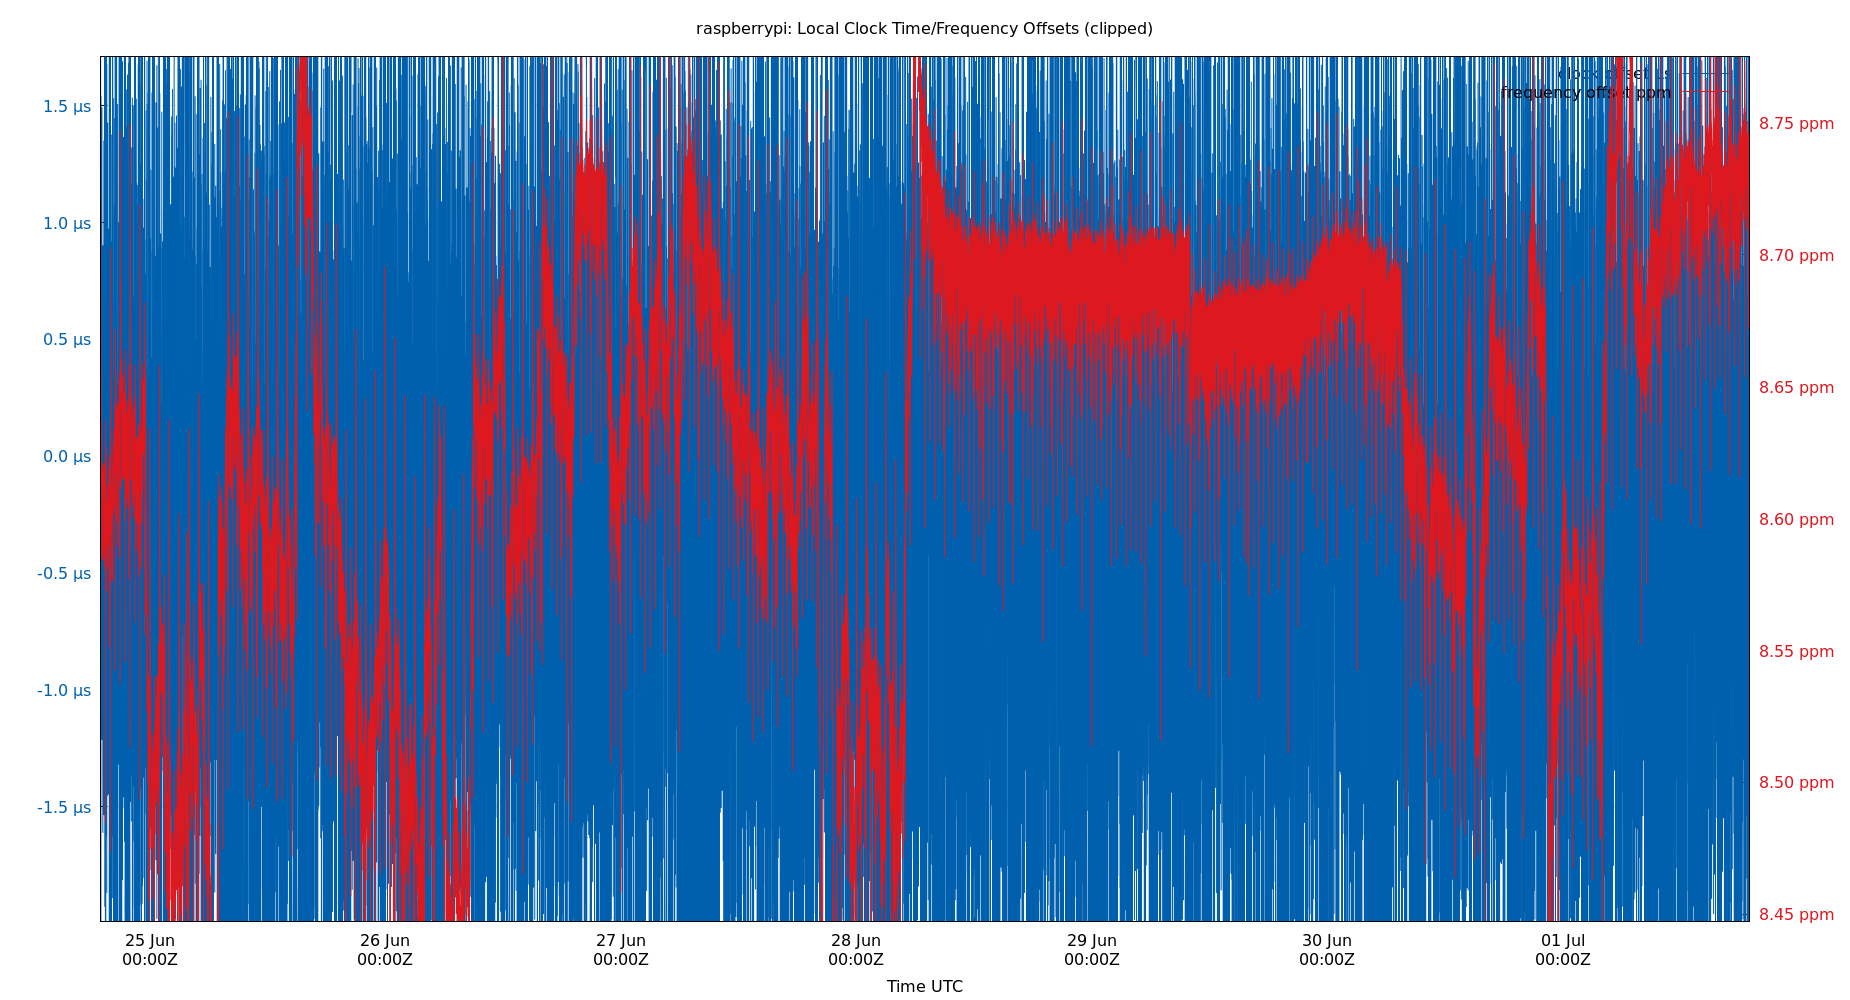 raspberrypi: Local Clock Time/Frequency Offsets (clipped)
clock offset 1s
frequency offset ppm
1.5 µs
1.0 µs
0.5 µs
0.0 µs
-0.5 µs
-1.0 µs
-1.5 µs
8.75 ppm
8.70 ppm
8.65 ppm
8.60 ppm
8.55 ppm
8.50 ppm
8.45 ppm
25 Jun 26 Jun 27 Jun 28 Jun 29 Jun 30 Jun 01 Jul
00:00Z 00:00Z 00:00Z 00:00Z 00:00Z 00:00Z 00:00Z
Time UTC